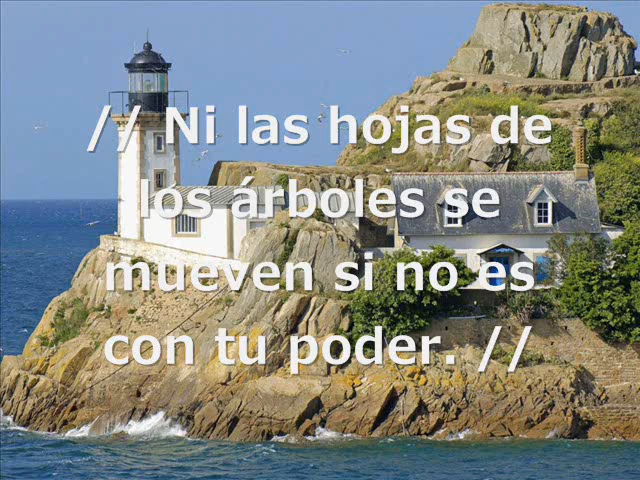 // Ni las hojas de
los árboles se
mueven si no es
con tu poder. //